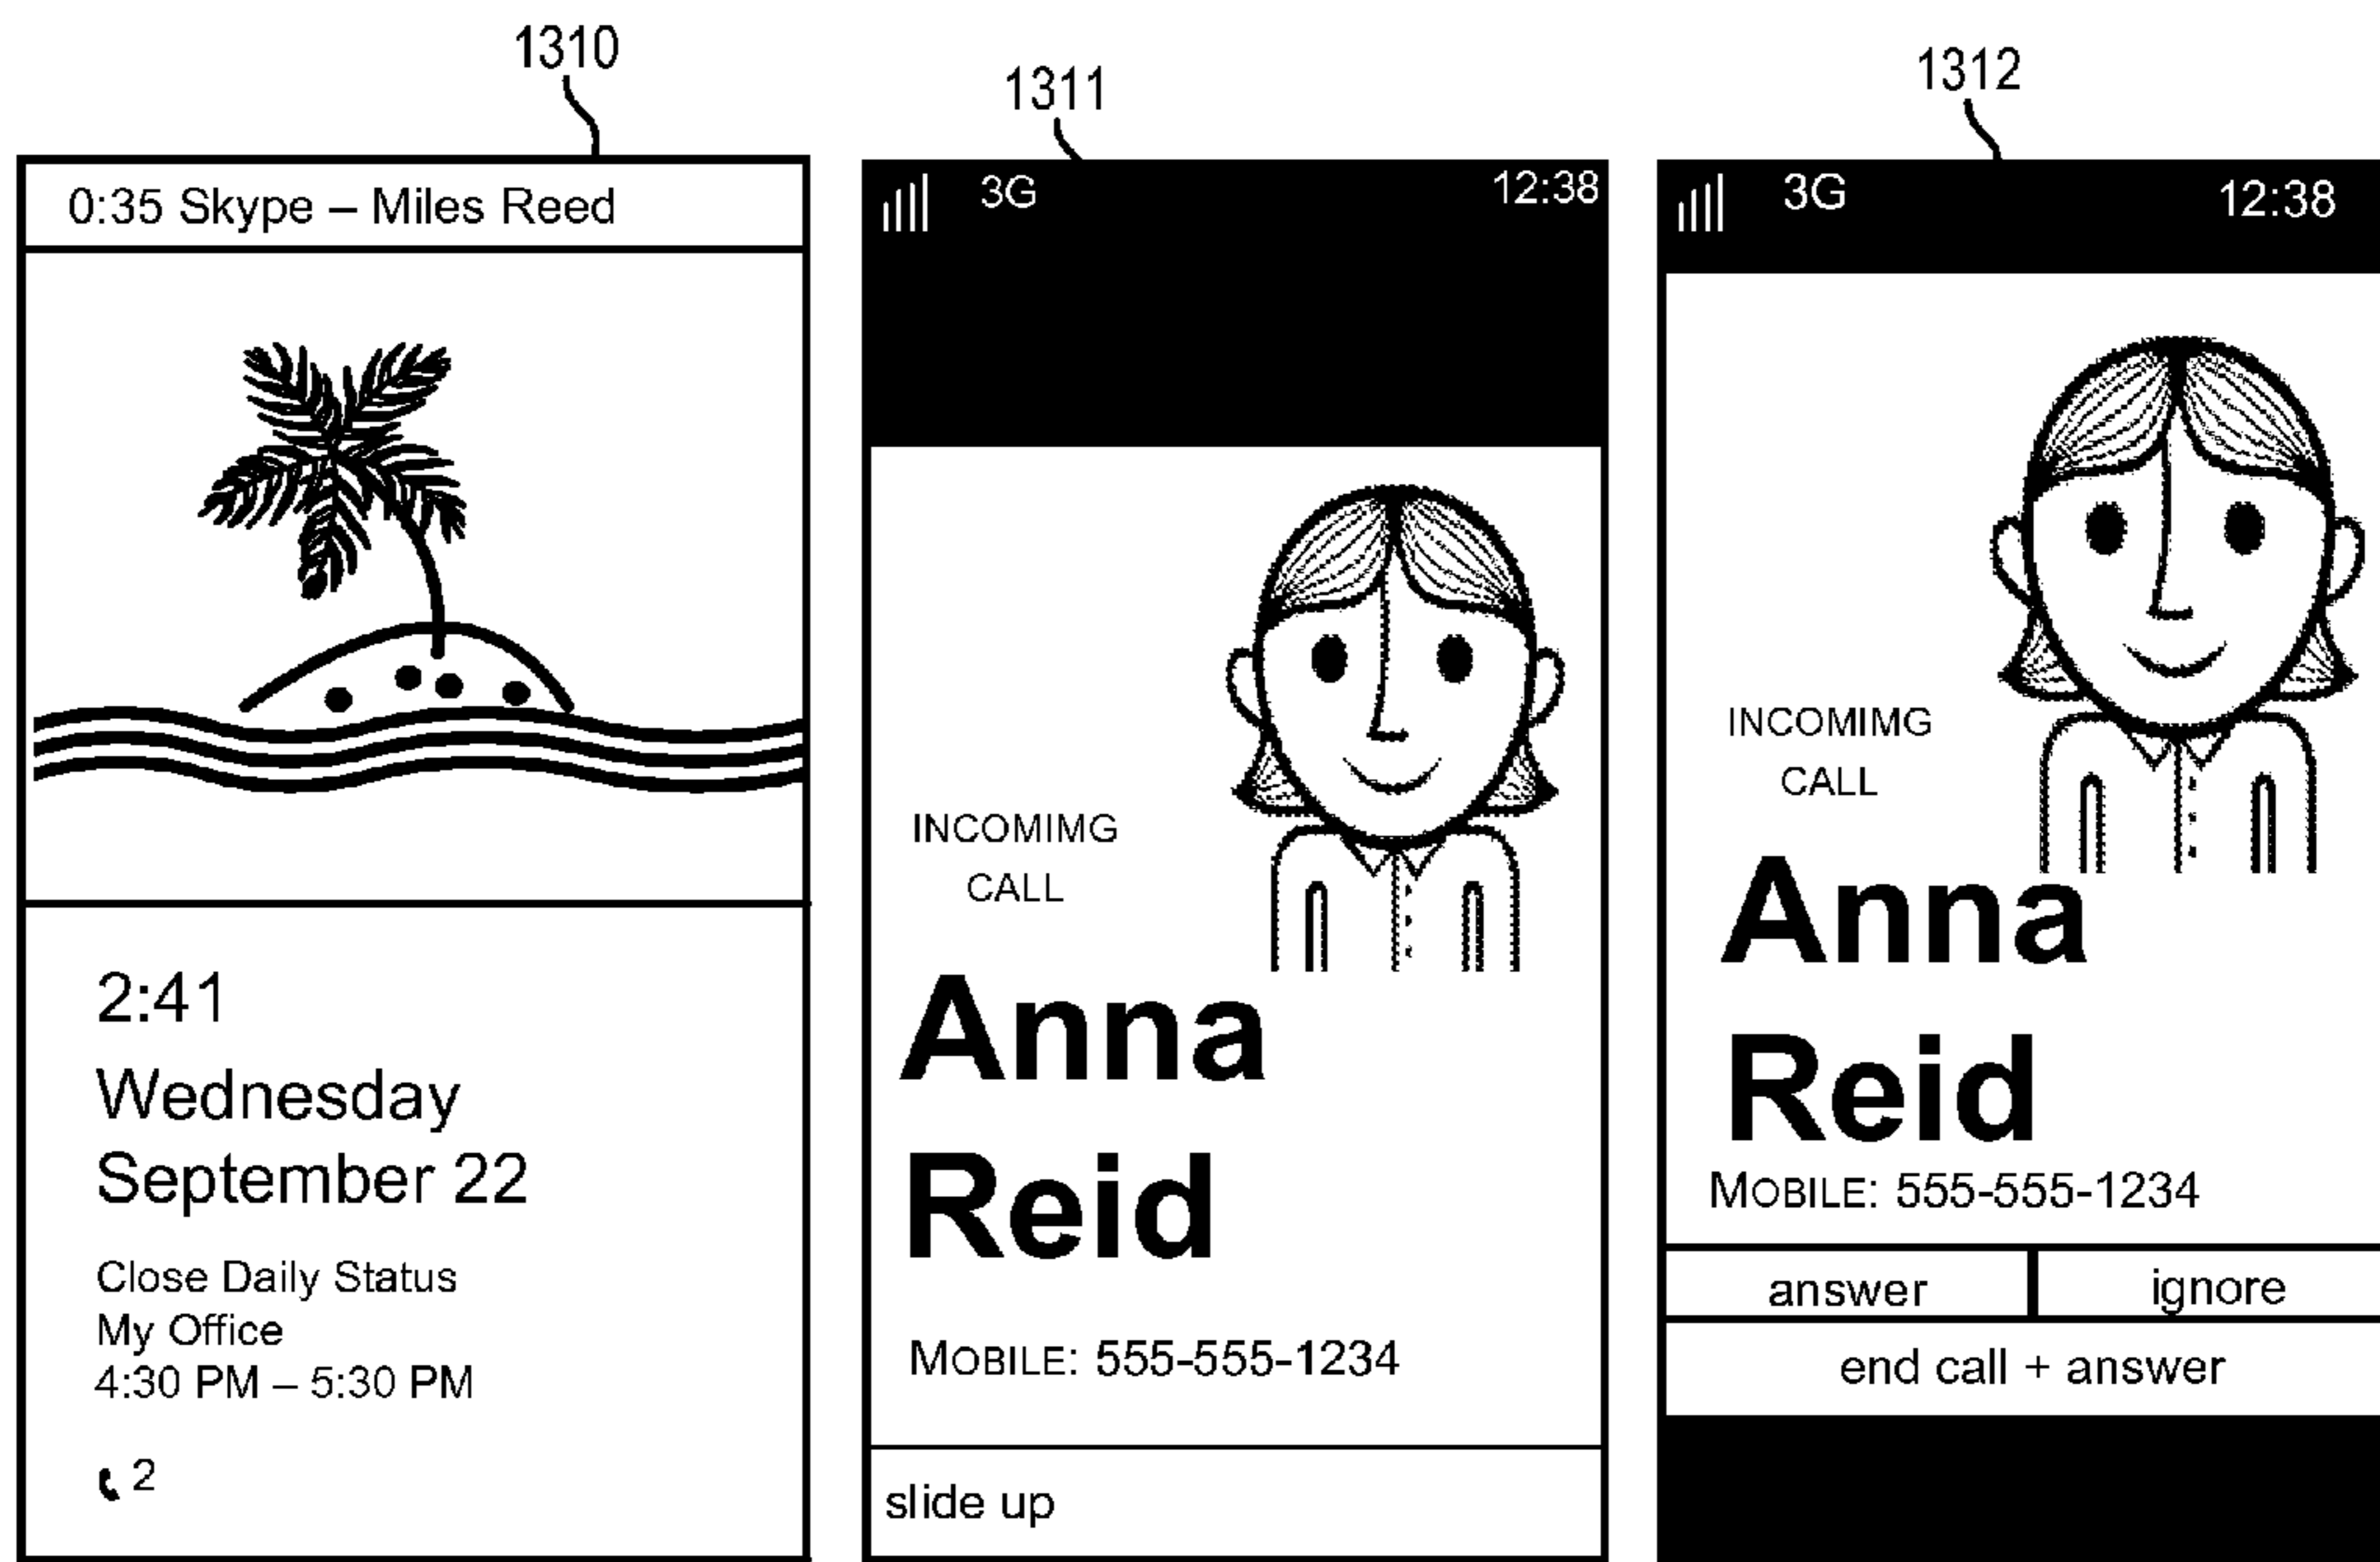 1310
0:35 Skype – Miles Reed
2:41
Wednesday
September 22
Close Daily Status
My Office
4:30 PM – 5:30 PM
2
1311
3G 12:38
INCOMIMG
CALL
Anna
Reid
MOBILE: 555-555-1234
slide up
1312
3G 12:38
INCOMIMG
CALL
Anna
Reid
MOBILE: 555-555-1234
answer ignore
end call + answer